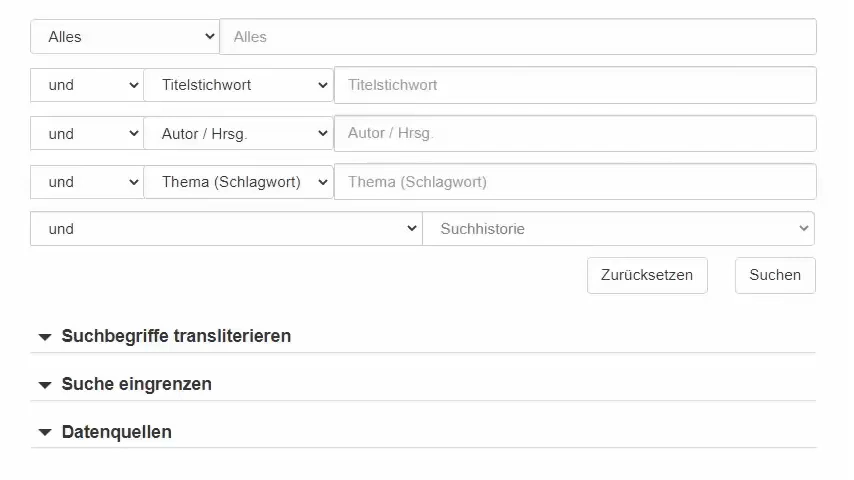 Alles Alles
und Titelstichwort Titelstichwort
und Autor / Hrsg. Autor / Hrsg.
und Thema (Schlagwort) Thema (Schlagwort)
und Suchhistorie
Zurücksetzen Suchen
Suchbegriffe transliterieren
Suche eingrenzen
Datenquellen